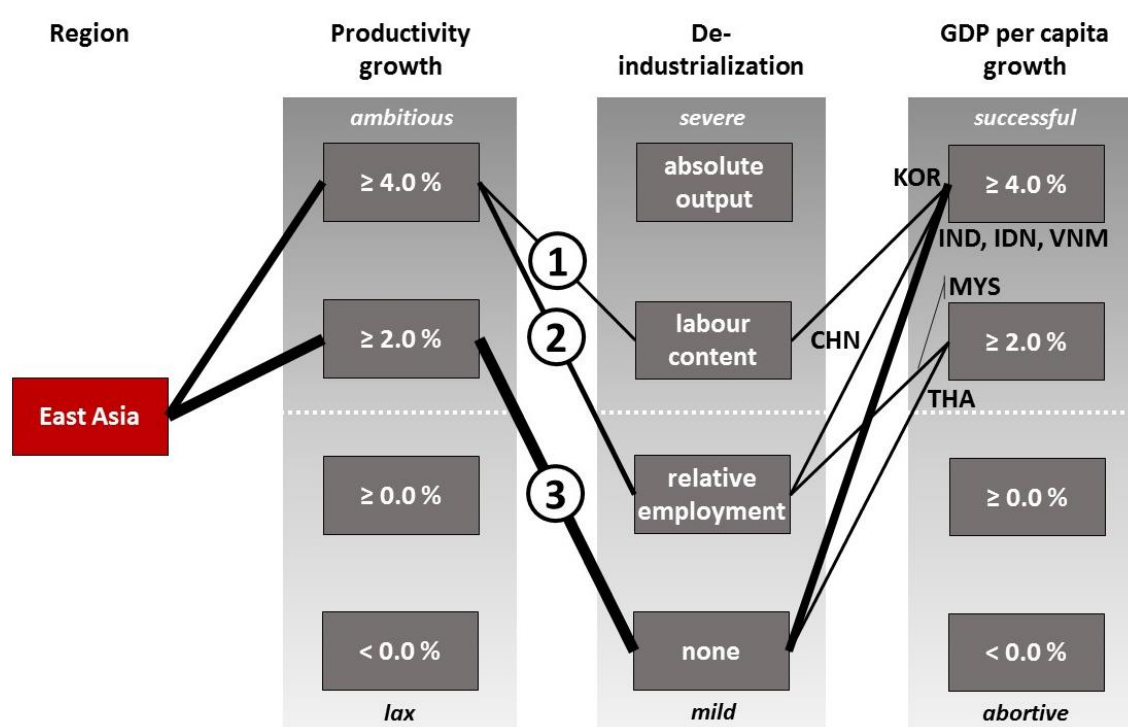 Region
Productivity
growth
De-
industrialization
GDP per capita
growth
ambitious
severe
successful
≥ 4.0 %
absolute
output
KOR
≥ 4.0 %
IND, IDN, VNM
1
MYS
≥ 2.0 %
2
labour
content
CHN
≥ 2.0 %
THA
East Asia
≥ 0.0 %
3
relative
employment
≥ 0.0 %
< 0.0 %
none
< 0.0 %
lax
mild
abortive